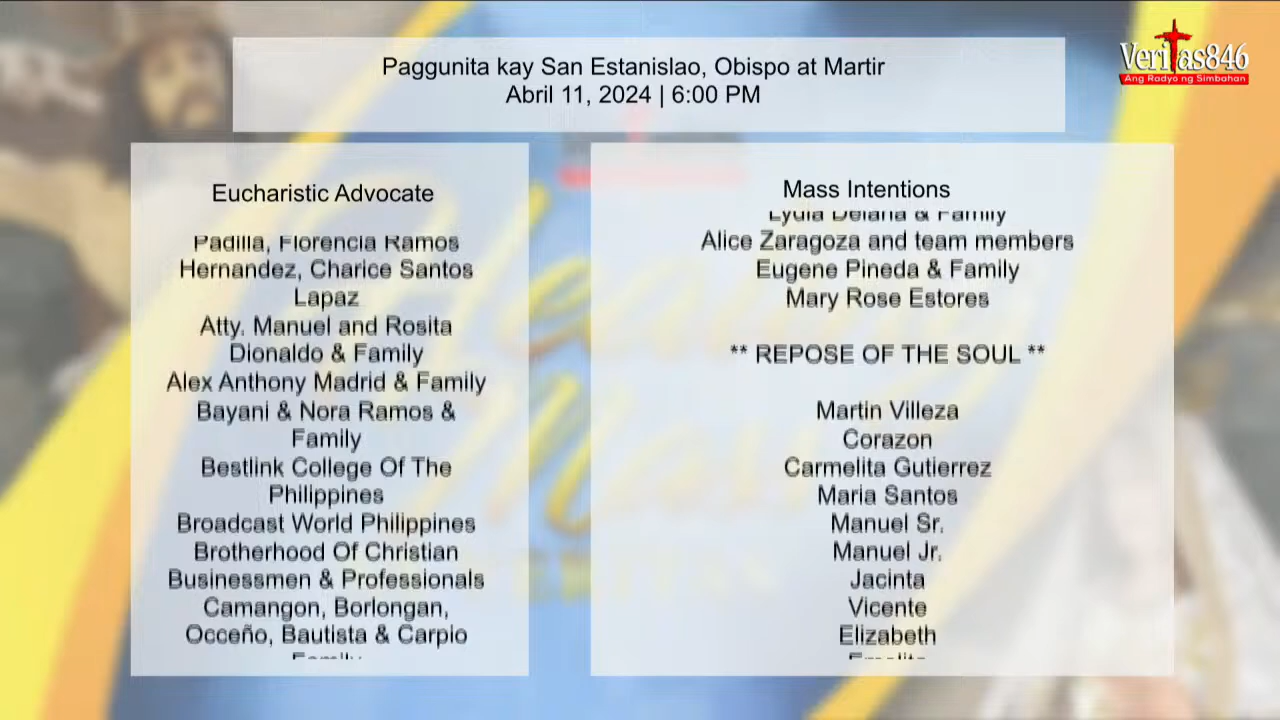 Paggunita kay San Estanislao, Obispo at Martir
Abril 11, 2024 | 6:00 PM
Veritas846
Ang Radyo ng Simbahan
Eucharistic Advocate
Padilla, Florencia Ramos
Hernandez, Charice Santos
Lapaz
Atty. Manuel and Rosita
Dionaldo & Family
Alex Anthony Madrid & Family
Bayani & Nora Ramos &
Family
Bestlink College Of The
Philippines
Broadcast World Philippines
Brotherhood Of Christian
Businessmen & Professionals
Camangon, Borlongan,
Occeño, Bautista & Carpio
Family
Mass Intentions
Lydia & Family
Alice Zaragoza and team members
Eugene Pineda & Family
Mary Rose Estores
** REPOSE OF THE SOUL **
Martin Villeza
Corazon
Carmelita Gutierrez
Maria Santos
Manuel Sr.
Manuel Jr.
Jacinta
Vicente
Elizabeth